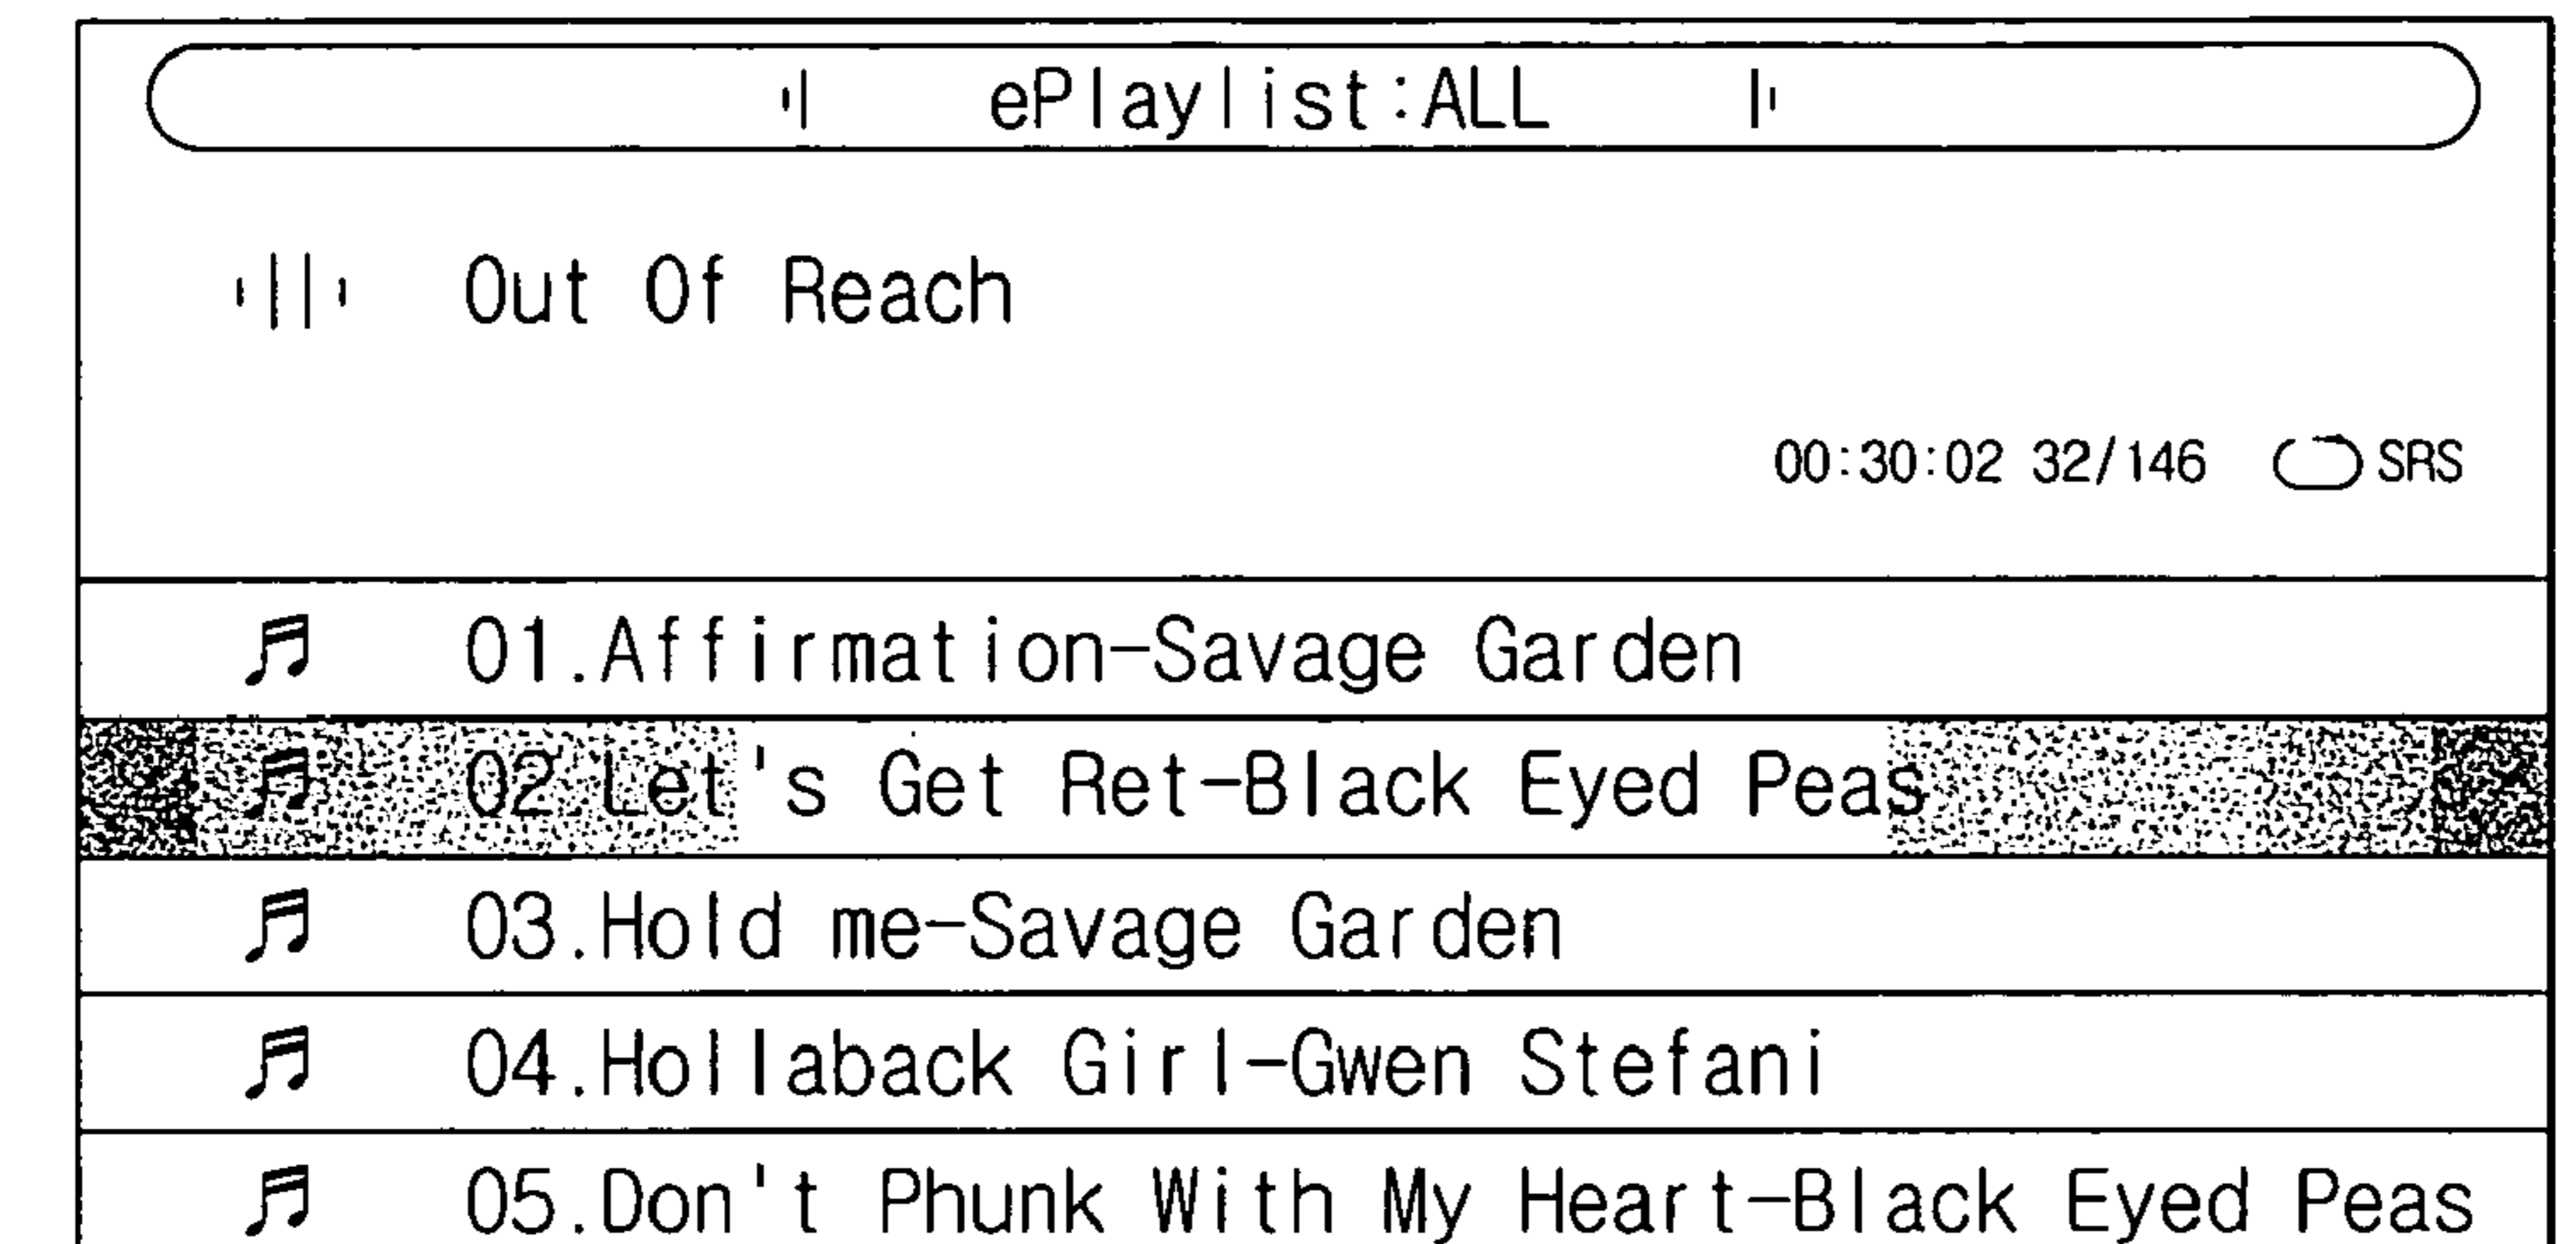 ePlaylist:ALL
Out Of Reach
00:30:02 32/146 SRS
01.Affirmation-Savage Garden
02 Let's Get Ret-Black Eyed Peas
03.Hold me-Savage Garden
04.Hollaback Girl-Gwen Stefani
05.Don't Phunk With My Heart-Black Eyed Peas